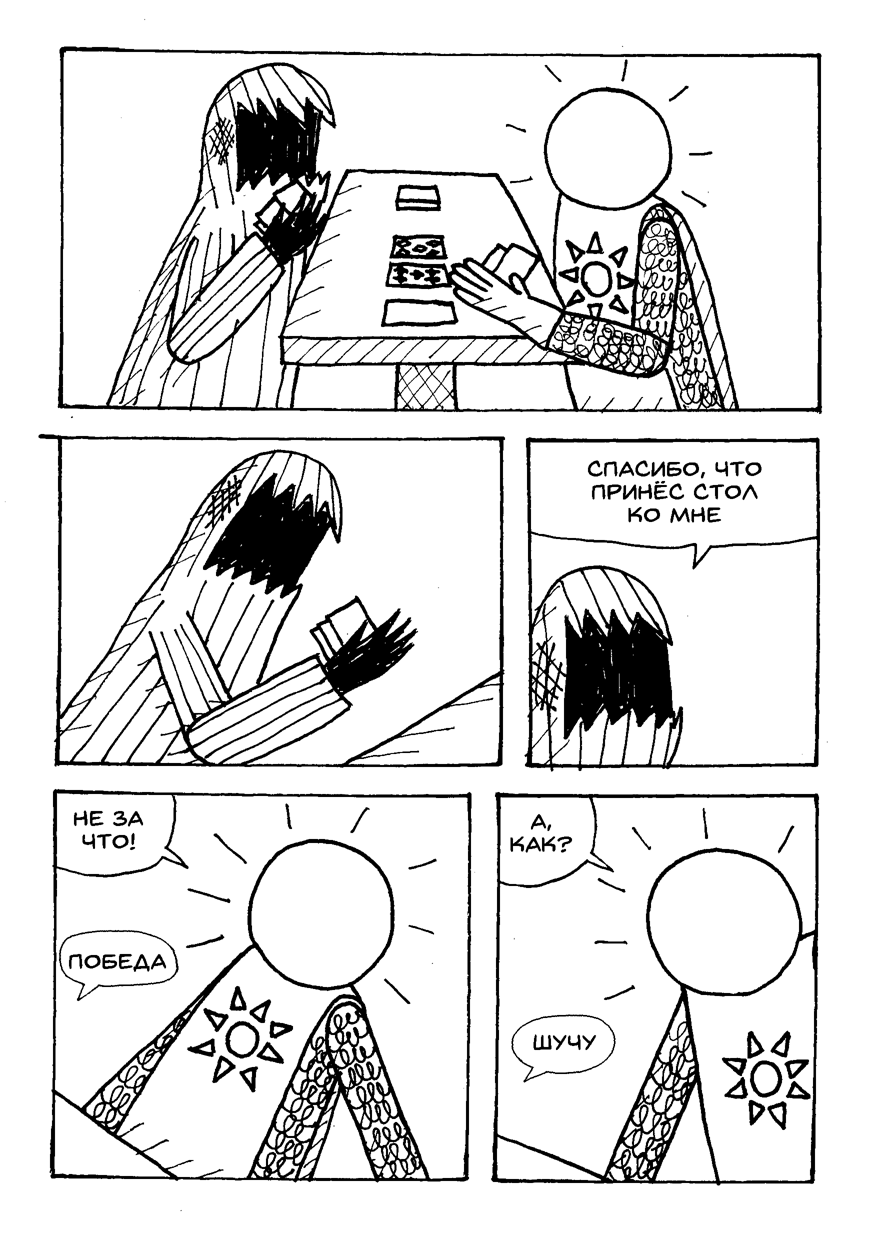 СПАСИБО, ЧТО
ПРИНЁС СТОЛ
КО МНЕ
НЕ ЗА
ЧТО!
ПОБЕДА
А,
КАК?
ШУЧУ